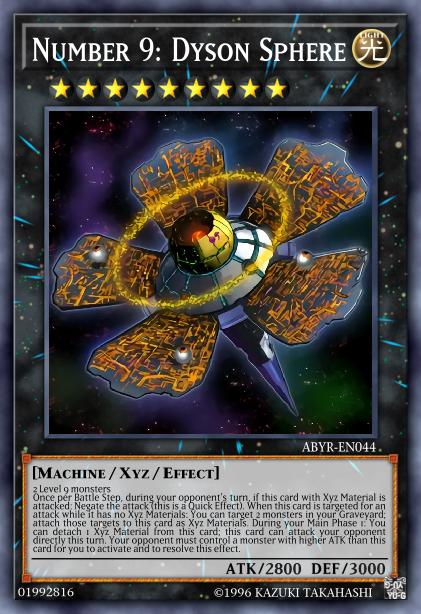 NUMBER 9: DYSON SPHERE
LIGHT
光
ABYR-EN044
[MACHINE / XYZ / EFFECT]
2 Level 9 monsters
Once per Battle Step, during your opponent's turn, if this card with Xyz Material is
attacked: Negate the attack (this is a Quick Effect). When this card is targeted for
an attack while it has no Xyz Materials: You can target 2 monsters in your Graveyard;
attach those targets to this card as Xyz Materials. During your Main Phase 1: You
can detach 1 Xyz Material from this card; this card can attack your opponent
directly this turn. Your opponent must control a monster with higher ATK than this
card for you to activate and to resolve this effect.
ATK/2800 DEF/3000
01992816
©1996 KAZUKI TAKAHASHI